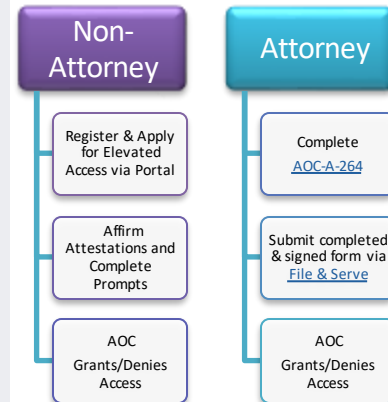 Non-
Attorney
Register & Apply
for Elevated
Access via Portal
Affirm
Attestations and
Complete
Prompts
AOC
Grants/Denies
Access
Attorney
Complete
AOC-A-264
Submit completed
& signed form via
File & Serve
AOC
Grants/Denies
Access